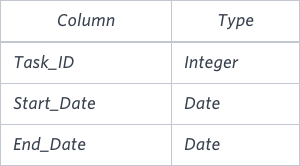 Column Type
Task_ID Integer
Start_Date Date
End_Date Date